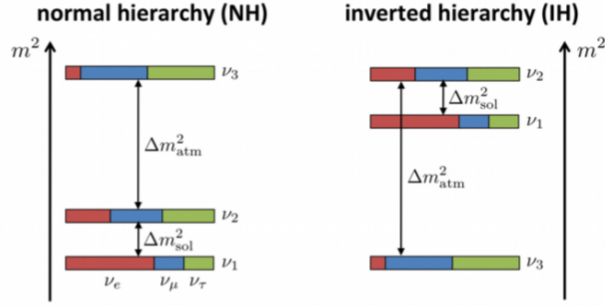 normal hierarchy (NH)
inverted hierarchy (IH)
m²
ν₃
Δm²atm
ν₂
Δm²sol
ν₁
νe νμ ντ
m²
ν₂
Δm²sol
ν₁
Δm²atm
ν₃